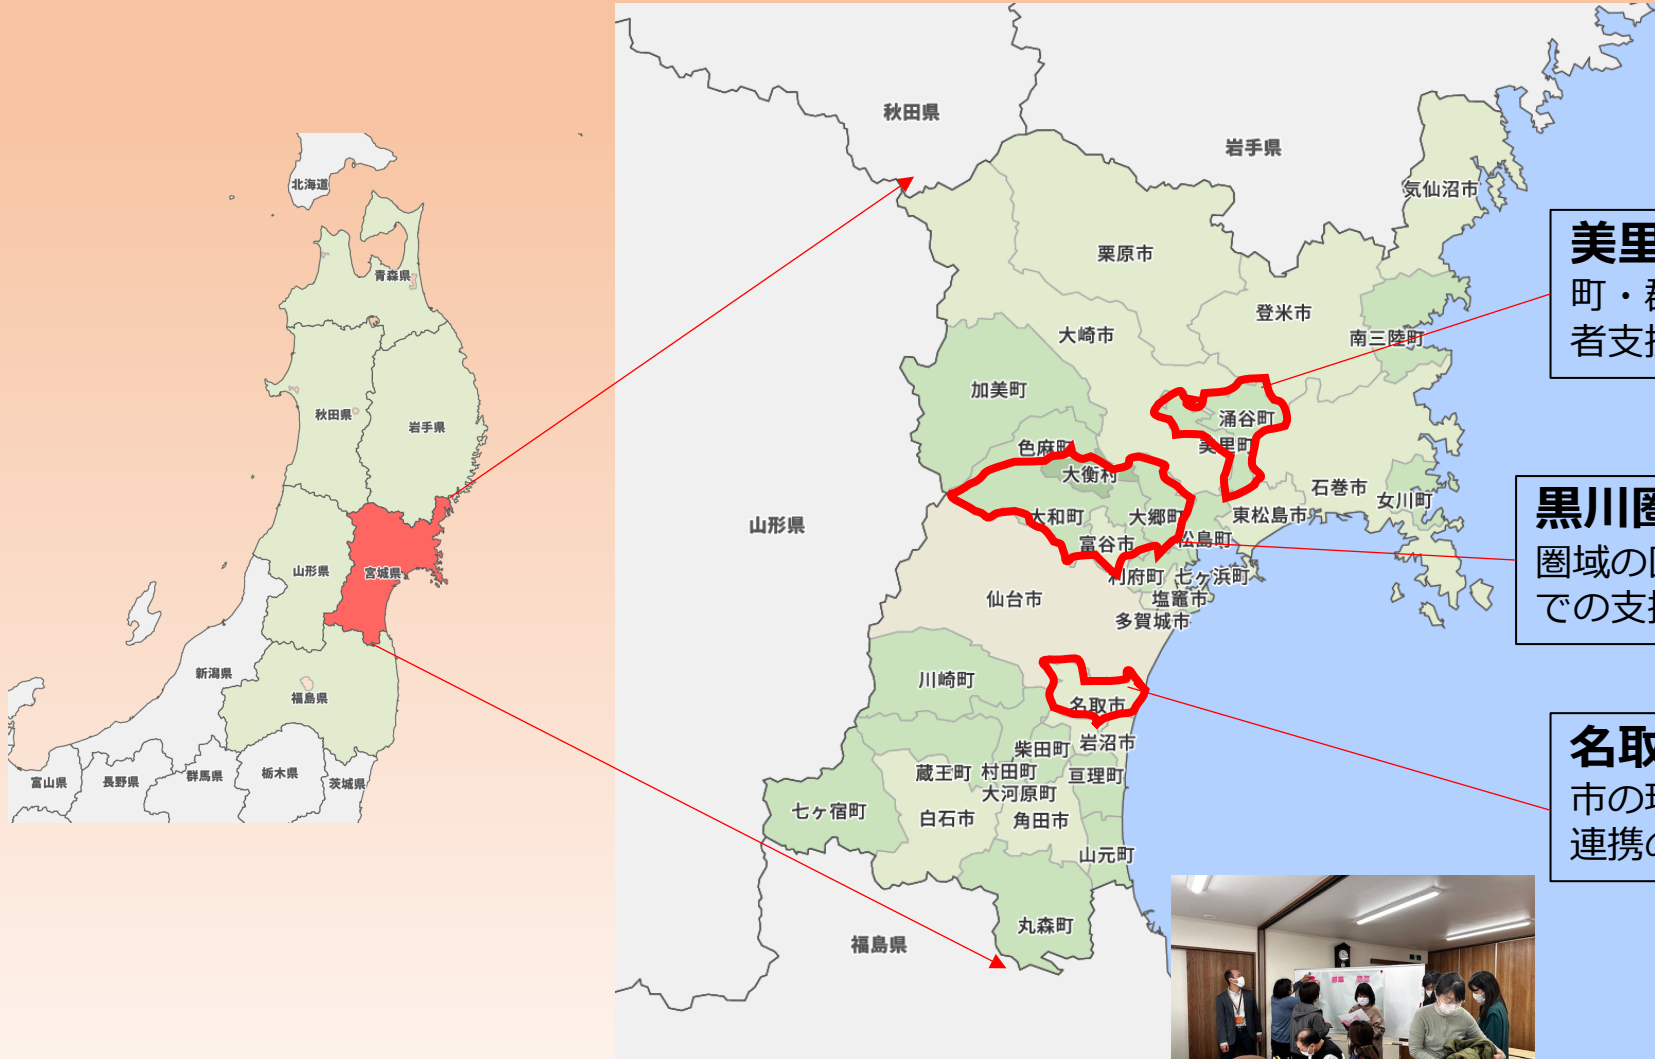 北海道
青森県
秋田県
岩手県
山形県
宮城県
新潟県
福島県
富山県
長野県
群馬県
栃木県
茨城県
秋田県
岩手県
気仙沼市
栗原市
登米市
大崎市
南三陸町
加美町
涌谷町
色麻町
美里町
大衡村
石巻市
女川町
山形県
大和町
大郷町
東松島市
富谷市
松島町
利府町
七ヶ浜町
仙台市
塩竈市
多賀城市
川崎町
名取市
岩沼市
柴田町
蔵王町
村田町
亘理町
大河原町
七ヶ宿町
白石市
角田市
山元町
丸森町
福島県
美里
町・
者支
黒川
圏域の
での支
名取
市の
連携の